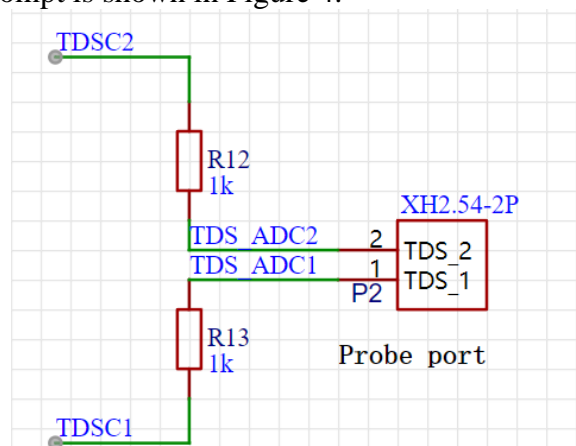 ompt is shown in Figure 4.
TDSC2
R12
1k
XH2.54-2P
TDS_ADC2
2
TDS_2
TDS_ADC1
1
TDS_1
P2
R13
1k
Probe port
TDSC1